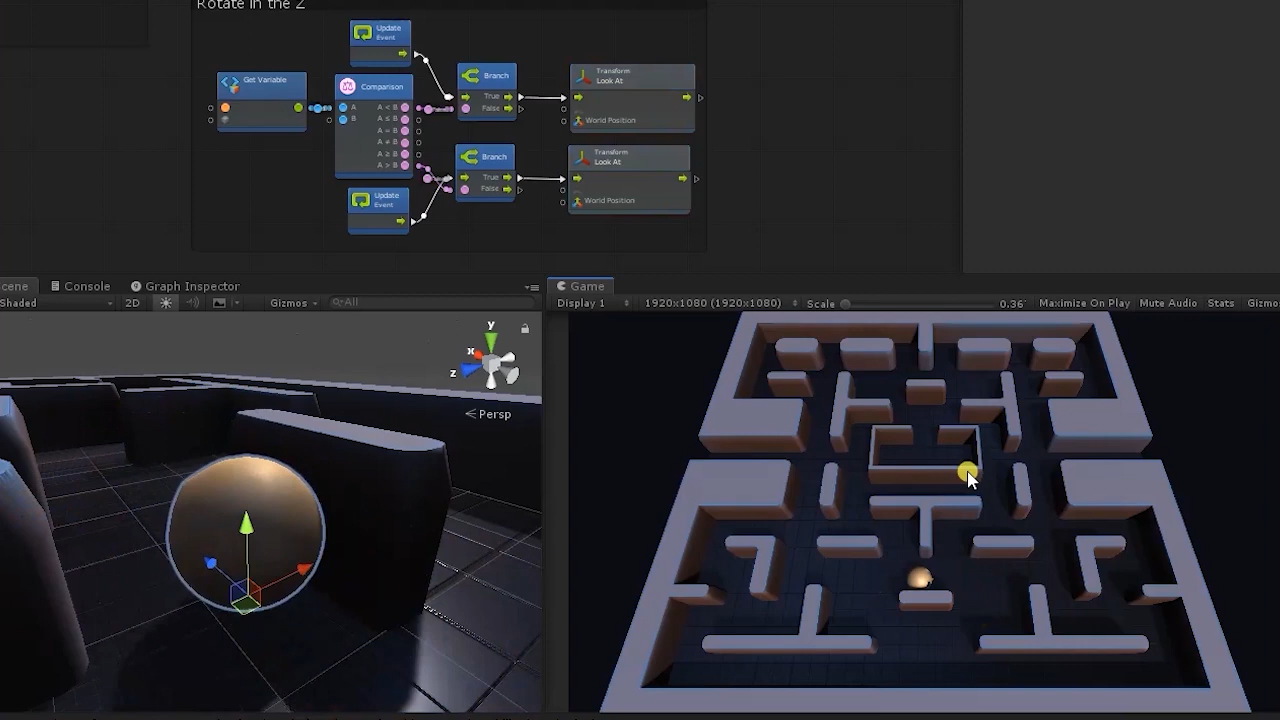 Rotate in the Z
Update
Event
Get Variable
Comparison
A
B
A < B
A ≤ B
A = B
A ≠ B
A ≥ B
A > B
Branch
True
False
Transform
Look At
World Position
Branch
True
False
Transform
Look At
World Position
Update
Event
cene
Console
Graph Inspector
Shaded
2D
Gizmos
All
y
x
z
Persp
Game
Display 1
1920x1080 (1920x1080)
Scale
0.36
Maximize On Play
Mute Audio
Stats
Gizmo